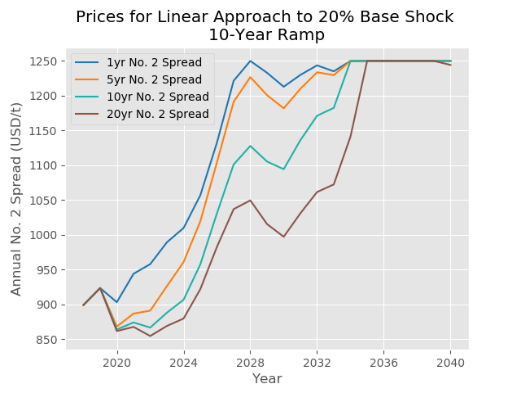 Prices for Linear Approach to 20% Base Shock
10-Year Ramp
1yr No. 2 Spread
5yr No. 2 Spread
10yr No. 2 Spread
20yr No. 2 Spread
Annual No. 2 Spread (USD/t)
1250
1200
1150
1100
1050
1000
950
900
850
2020
2024
2028
2032
2036
2040
Year